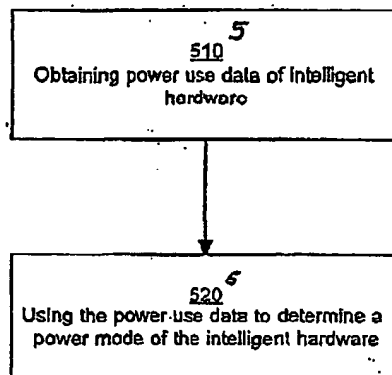 5
510
Obtaining power use data of intelligent
hardware
6
520
Using the power use data to determine a
power mode of the intelligent hardware